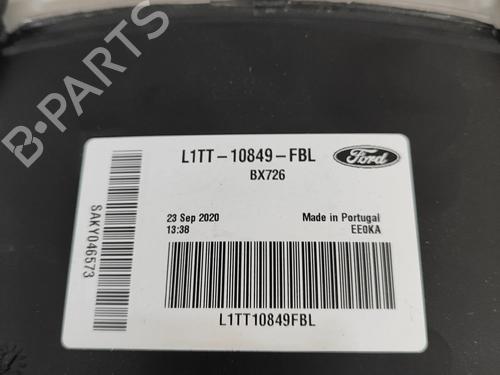 B-PARTS
L1TT-10849-FBL
Ford
BX726
23 Sep 2020
Made in Portugal
13:38
EE0KA
SAKY046573
L1TT10849FBL